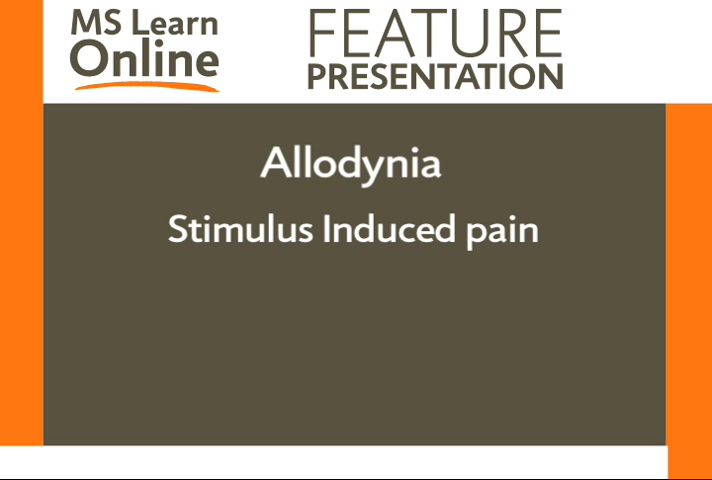 MS Learn
Online
FEATURE
PRESENTATION
Allodynia
Stimulus Induced pain